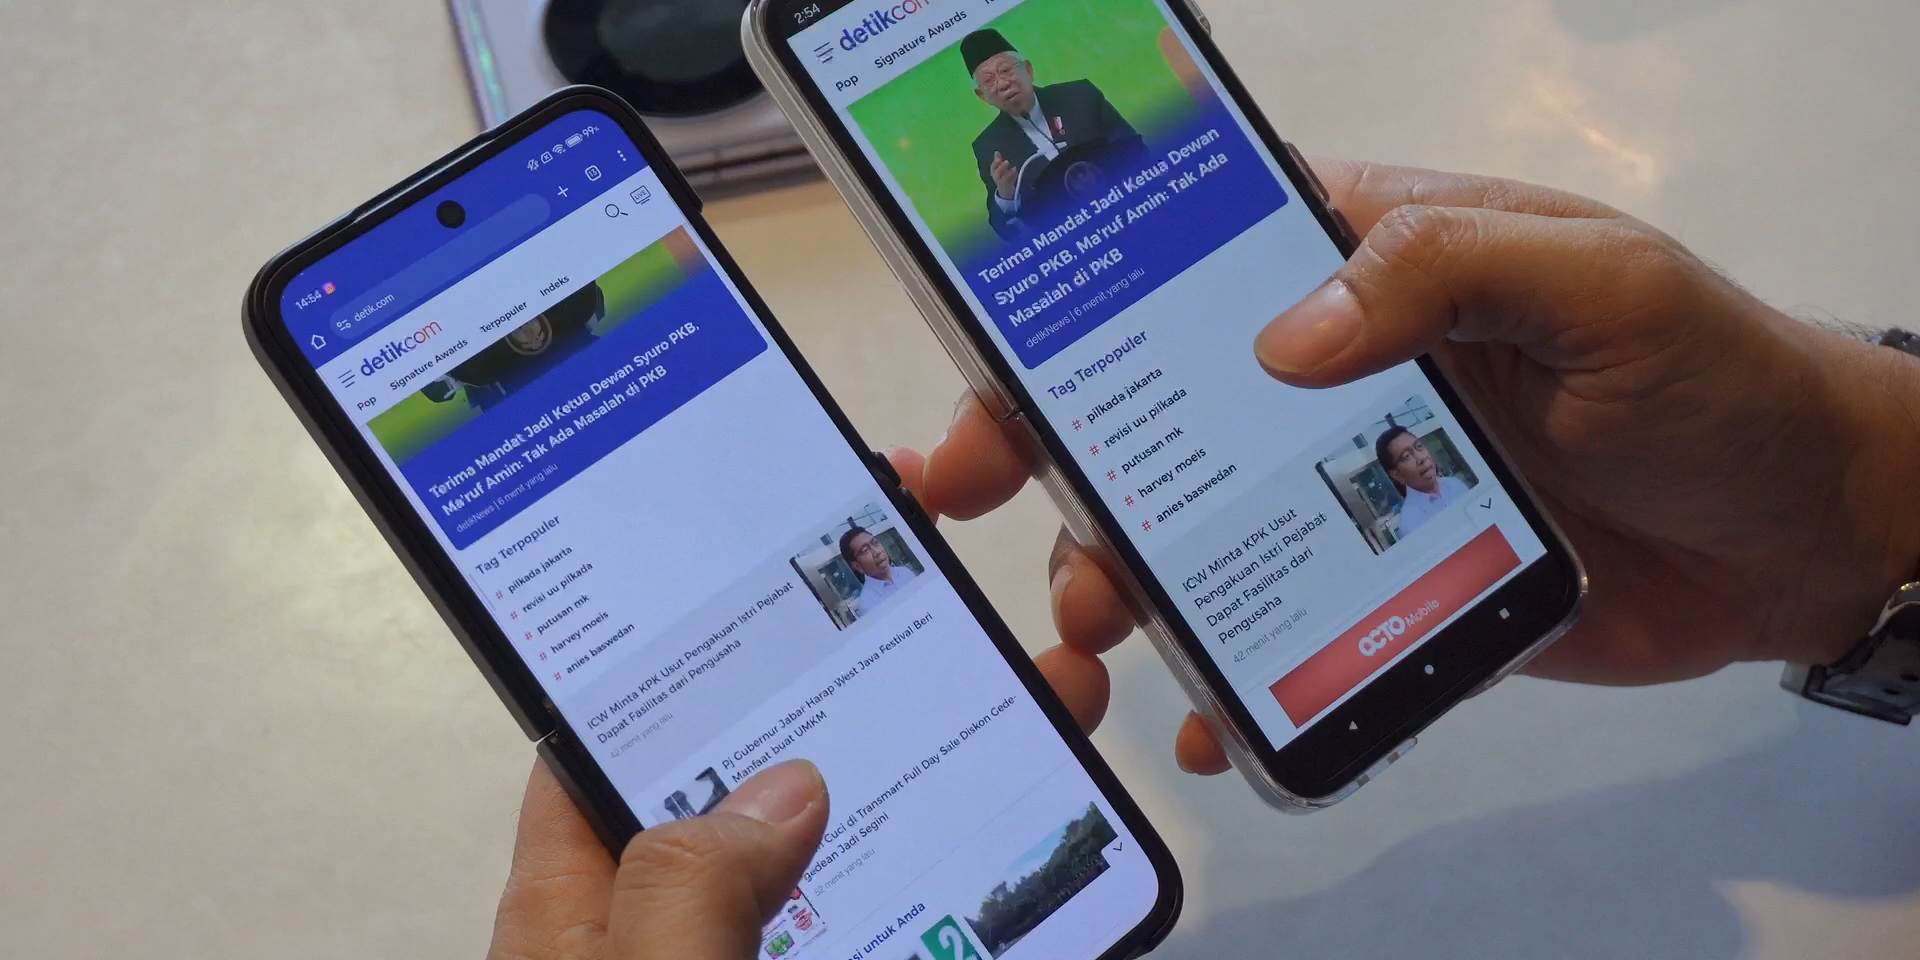 14:54
99%
13
detik.com
LIVE
detikcom
Pop
Signature Awards
Terpopuler
Indeks
Terima Mandat Jadi Ketua Dewan Syuro PKB,
Ma'ruf Amin: Tak Ada Masalah di PKB
detikNews | 6 menit yang lalu
Tag Terpopuler
# pilkada jakarta
# revisi uu pilkada
# putusan mk
# harvey moeis
# anies baswedan
ICW Minta KPK Usut Pengakuan Istri Pejabat
Dapat Fasilitas dari Pengusaha
42 menit yang lalu
Pj Gubernur Jabar Harap West Java Festival Beri
Manfaat buat UMKM
Cuci di Transmart Full Day Sale Diskon Gede-
gedean Jadi Segini
52 menit yang lalu
untuk Anda
2
2:54
detikcom
Pop
Signature Awards
Terima Mandat Jadi Ketua Dewan
Syuro PKB, Ma'ruf Amin: Tak Ada
Masalah di PKB
detikNews | 6 menit yang lalu
Tag Terpopuler
# pilkada jakarta
# revisi uu pilkada
# putusan mk
# harvey moeis
# anies baswedan
ICW Minta KPK Usut
Pengakuan Istri Pejabat
Dapat Fasilitas dari
Pengusaha
42 menit yang lalu
OCTO Mobile